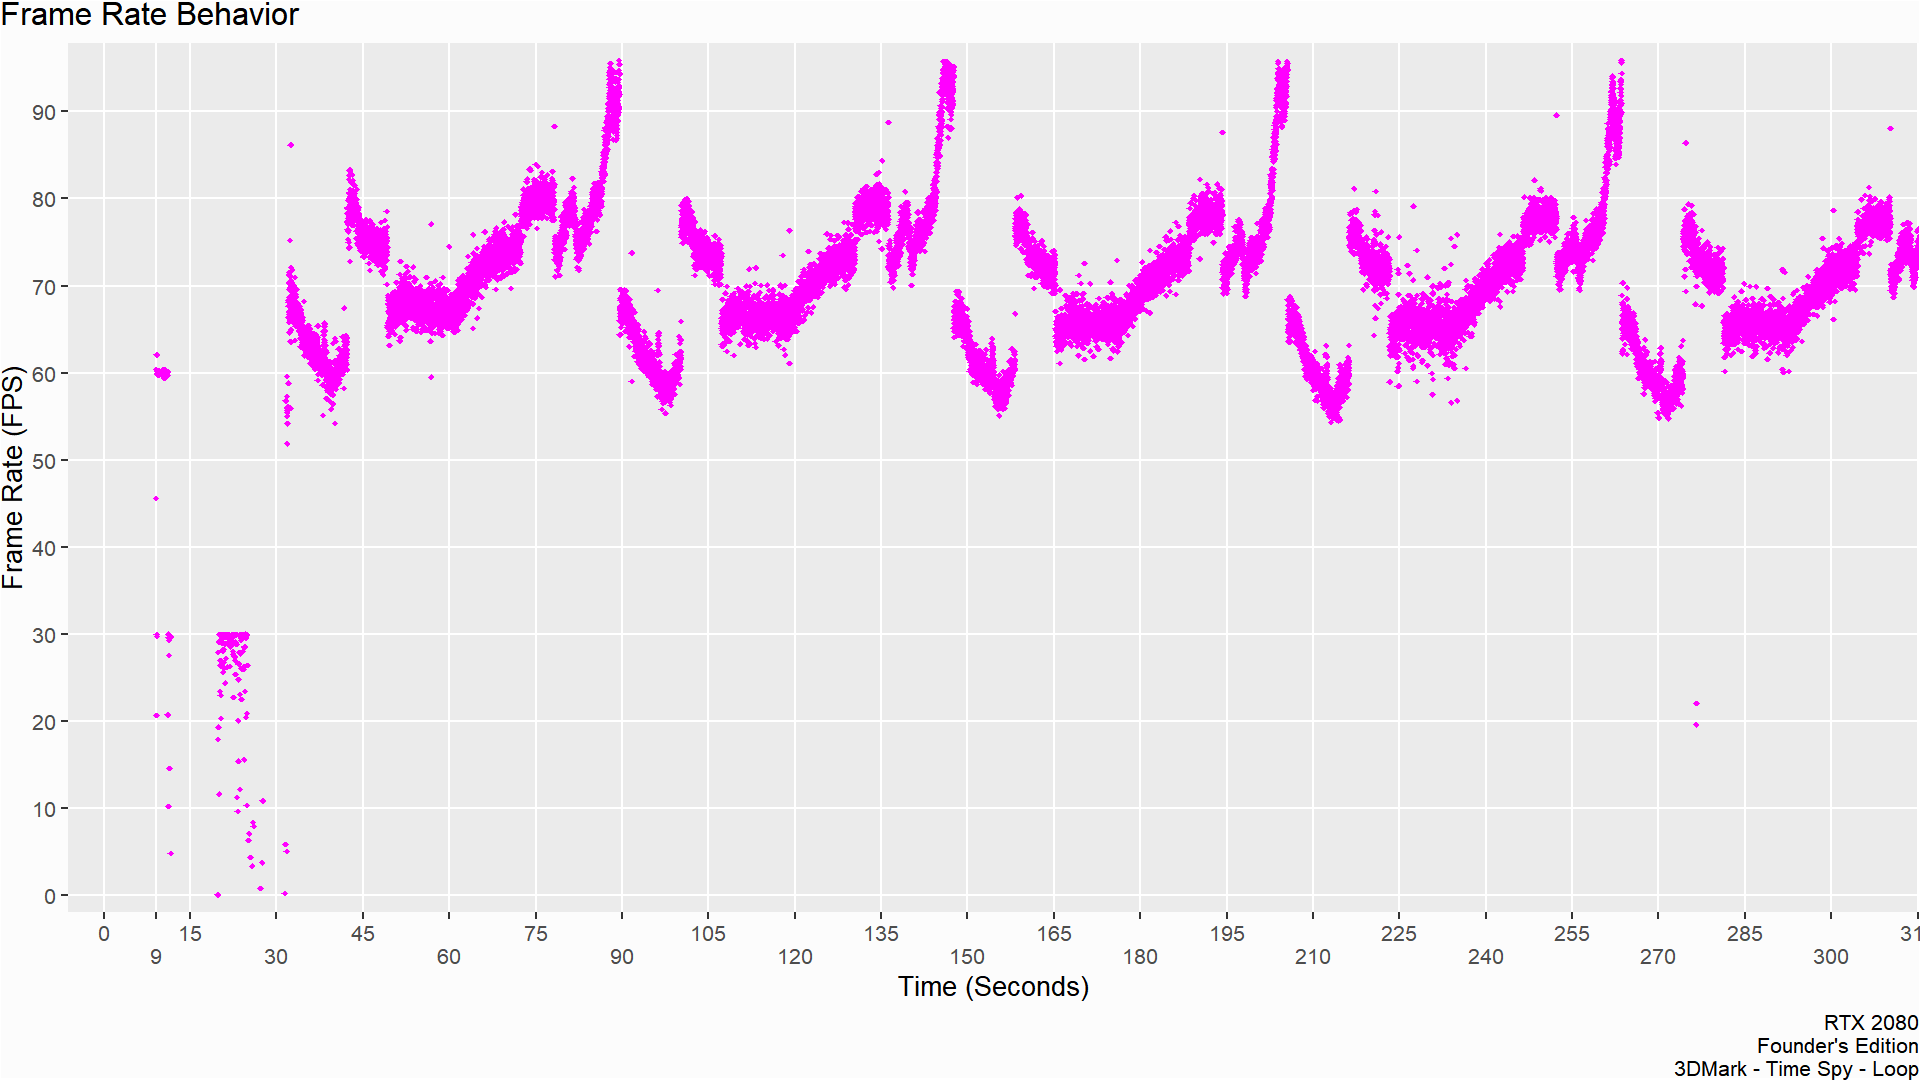 Frame Rate Behavior
Frame Rate (FPS)
90
80
70
60
50
40
30
20
10
0
0 15 45 75 105 135 165 195 225 255 285 31
9 30 60 90 120 150 180 210 240 270 300
Time (Seconds)
RTX 2080
Founder's Edition
3DMark - Time Spy - Loop